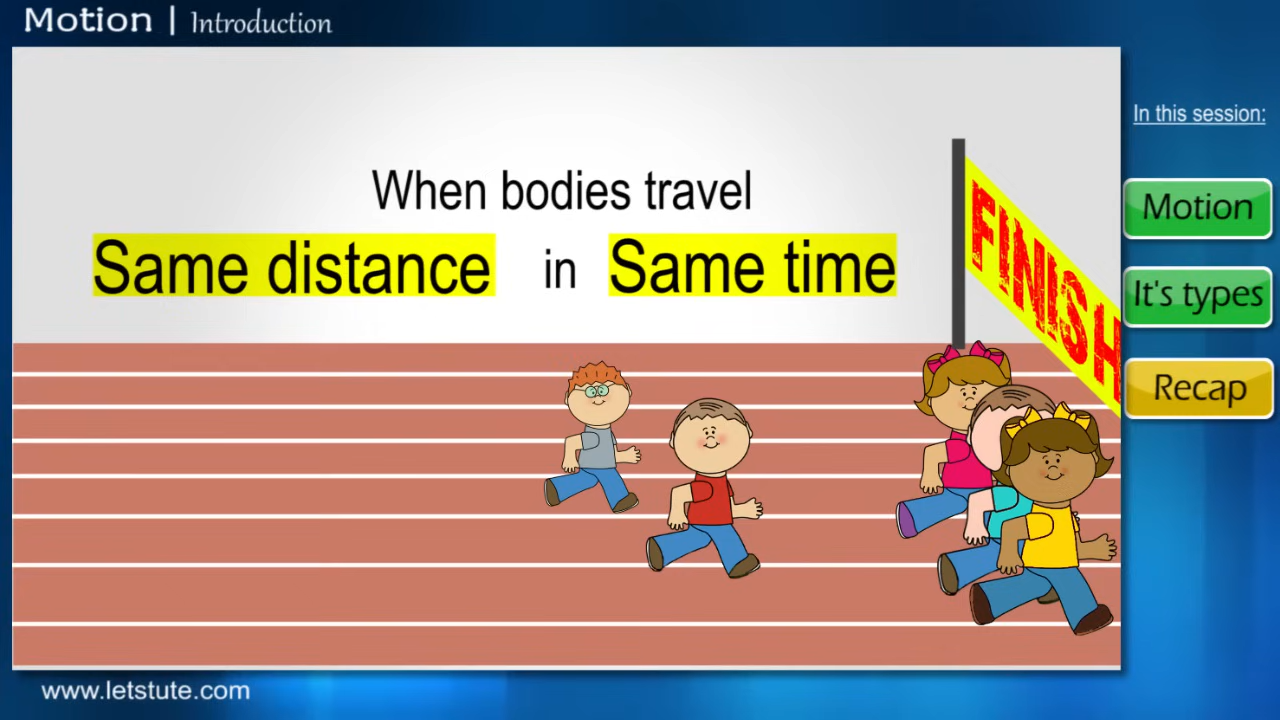 Motion | Introduction
In this session:
When bodies travel
Same distance in Same time
FINISH
Motion
It's types
Recap
www.letstute.com